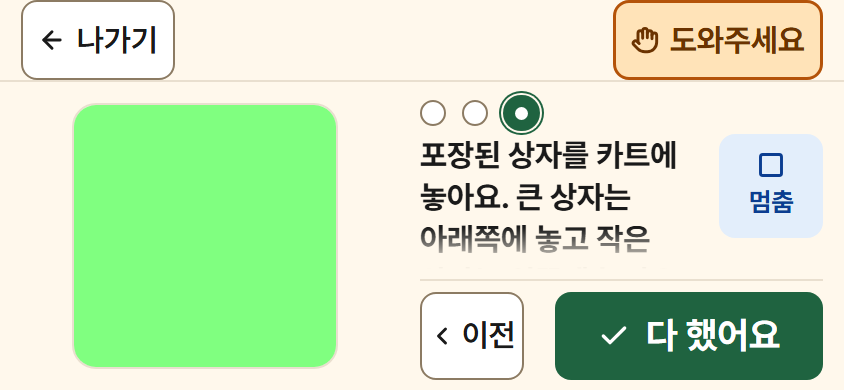 나가기
도와주세요
포장된 상자를 카트에
놓아요. 큰 상자는
아래쪽에 놓고 작은
멈춤
이전
다 했어요